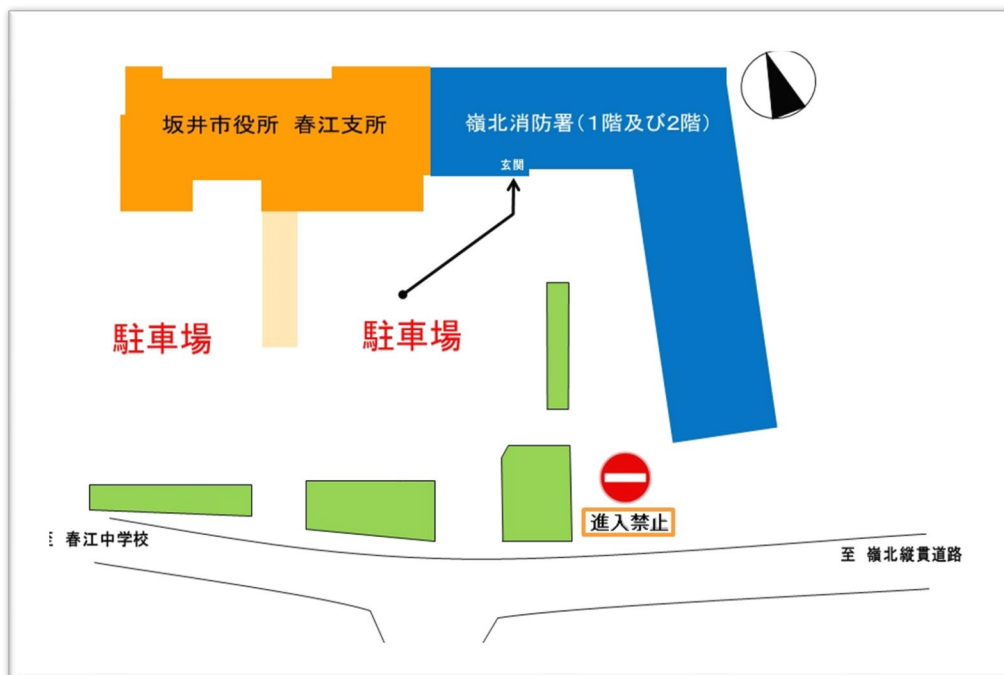 坂井市役所 春江支所
嶺北消防署(1階及び2階)
玄関
駐車場
駐車場
進入禁止
至 春江中学校
至 嶺北縦貫道路